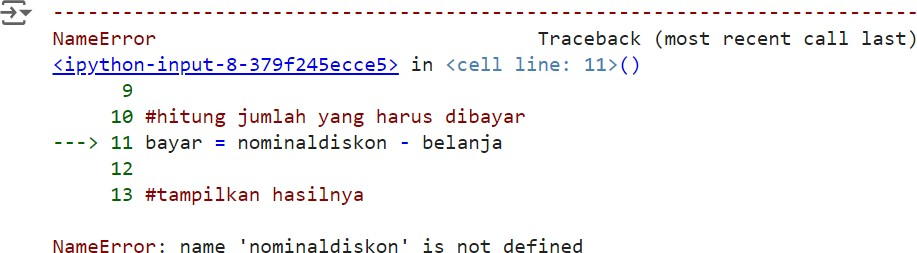 ---------------------------------------------------------------------------
NameError Traceback (most recent call last)
<ipython-input-8-379f245ecce5> in <cell line: 11>()
9
10 #hitung jumlah yang harus dibayar
---> 11 bayar = nominaldiskon - belanja
12
13 #tampilkan hasilnya
NameError: name 'nominaldiskon' is not defined